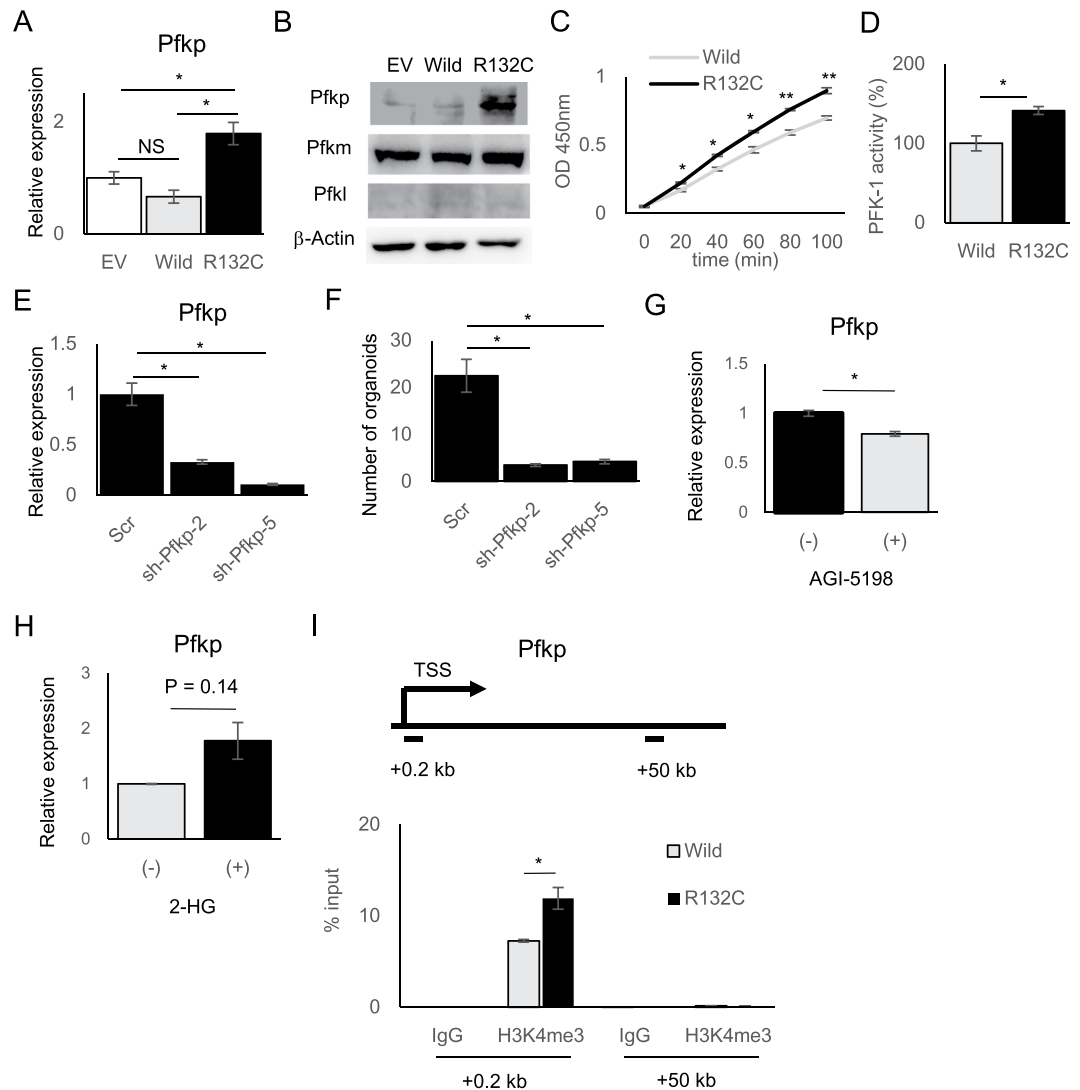 A
Pfkp
Relative expression
2
1
0
*
*
NS
EV Wild R132C
B
EV Wild R132C
Pfkp
Pfkm
Pfkl
β-Actin
C
Wild
R132C
OD 450nm
1
0.5
0
* * * ** **
0 20 40 60 80 100
time (min)
D
PFK-1 activity (%)
200
100
0
*
Wild R132C
E
Pfkp
Relative expression
1.5
1
0.5
0
*
*
Scr sh-Pfkp-2 sh-Pfkp-5
F
Number of organoids
30
20
10
0
*
*
Scr sh-Pfkp-2 sh-Pfkp-5
G
Pfkp
Relative expression
1.5
1
0.5
0
*
(-) (+)
AGI-5198
H
Pfkp
Relative expression
3
2
1
0
P = 0.14
(-) (+)
2-HG
I
Pfkp
TSS
+0.2 kb +50 kb
% input
20
10
0
*
Wild
R132C
IgG H3K4me3 IgG H3K4me3
+0.2 kb +50 kb